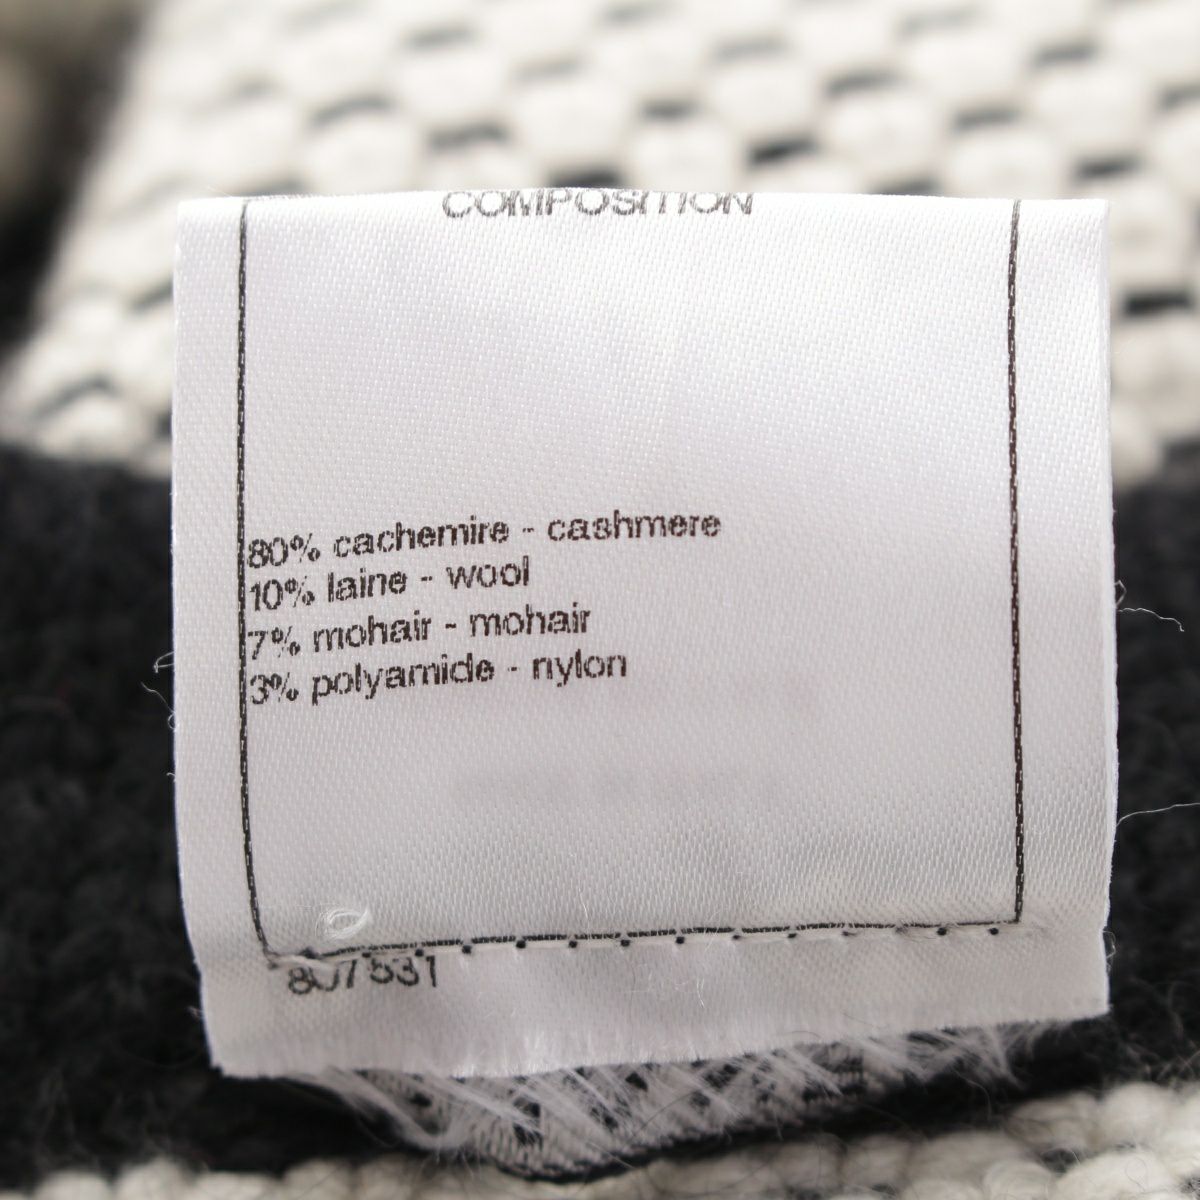 COMPOSITION
80% cachemire - cashmere
10% laine - wool
7% mohair - mohair
3% polyamide - nylon
807531